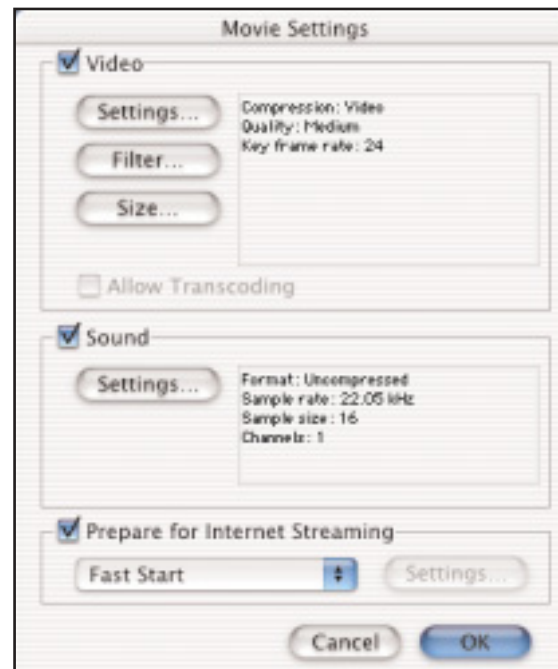 Movie Settings
Video
Settings...
Compression: Video
Quality: Medium
Key frame rate: 24
Filter...
Size...
Allow Transcoding
Sound
Settings...
Format: Uncompressed
Sample rate: 22.05 kHz
Sample size: 16
Channels: 1
Prepare for Internet Streaming
Fast Start
Settings...
Cancel
OK